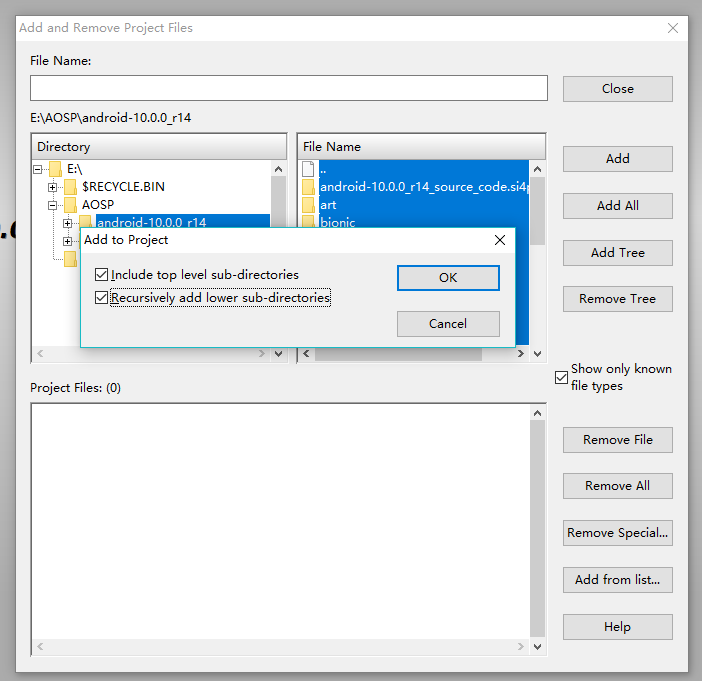 Add and Remove Project Files
File Name:
Close
E:\AOSP\android-10.0.0_r14
Directory
File Name
E:\
$RECYCLE.BIN
AOSP
android-10.0.0_r14
..
android-10.0.0_r14_source_code.si4p
art
bionic
Add
Add All
Add Tree
Remove Tree
Add to Project
Include top level sub-directories
Recursively add lower sub-directories
OK
Cancel
Show only known
file types
Project Files: (0)
Remove File
Remove All
Remove Special...
Add from list...
Help